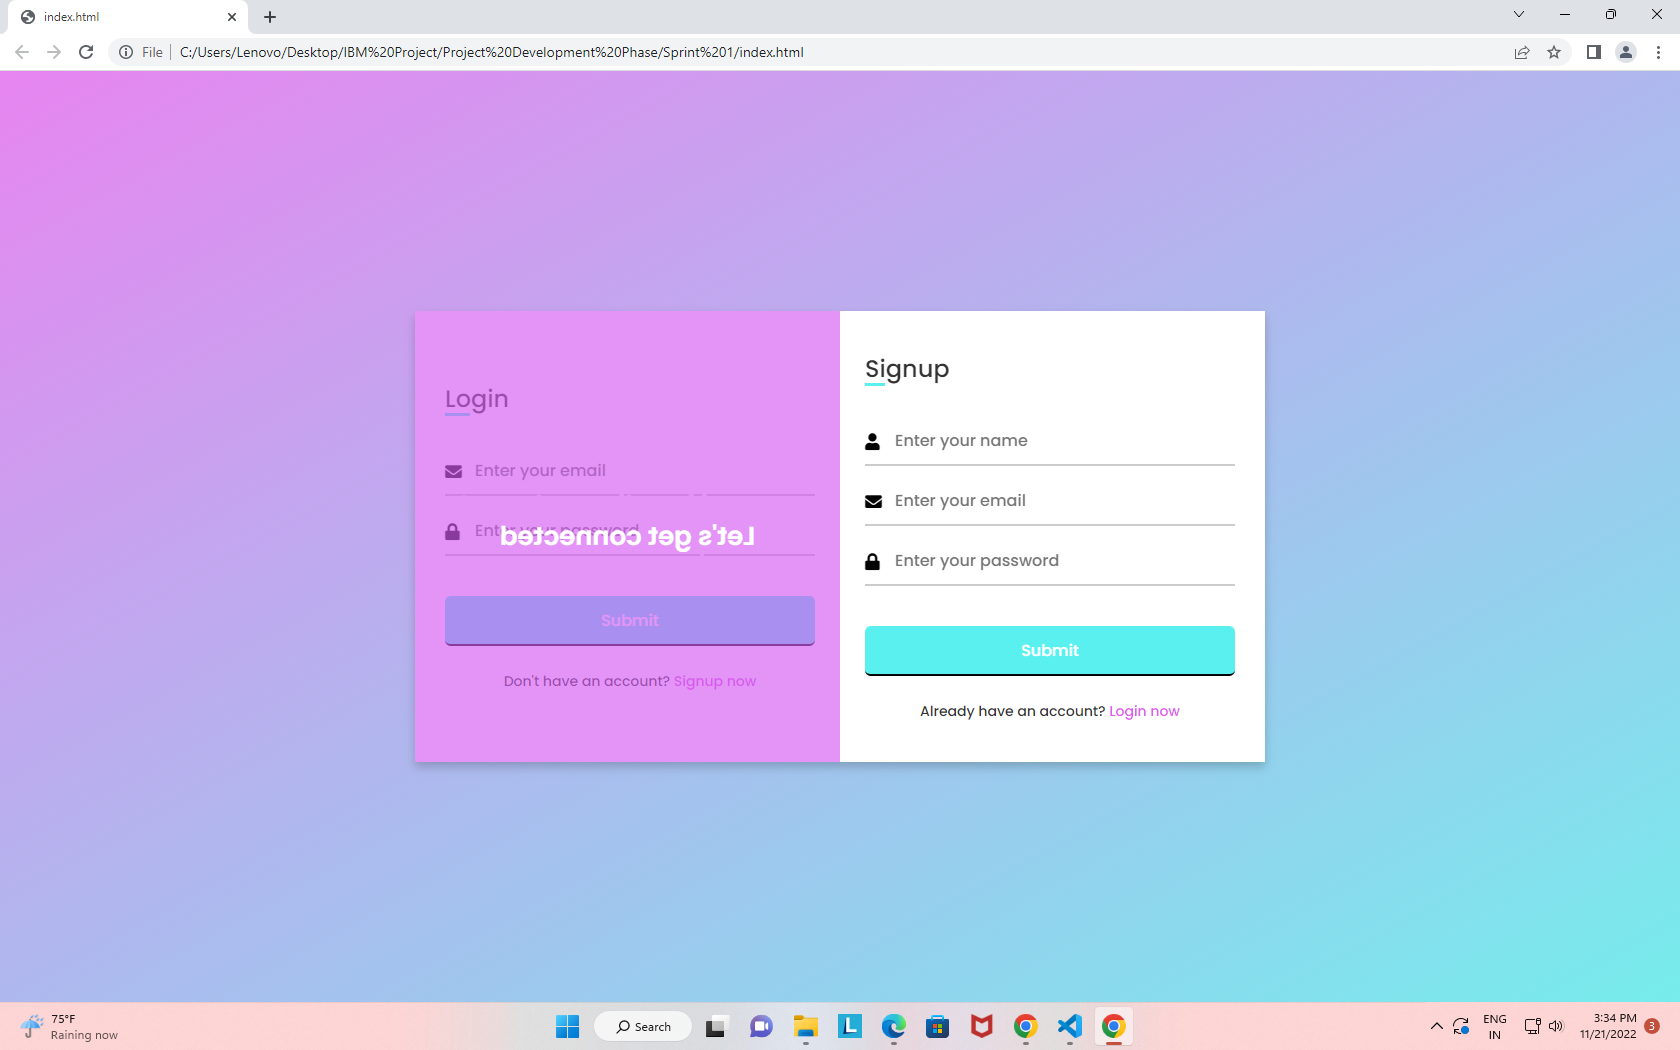 index.html
File
C:/Users/Lenovo/Desktop/IBM%20Project/Project%20Development%20Phase/Sprint%201/index.html
Login
Enter your email
Enter your password
Let's get connected
Submit
Don't have an account? Signup now
Signup
Enter your name
Enter your email
Enter your password
Submit
Already have an account? Login now
75°F
Raining now
Search
L
ENG
IN
3:34 PM
11/21/2022
3